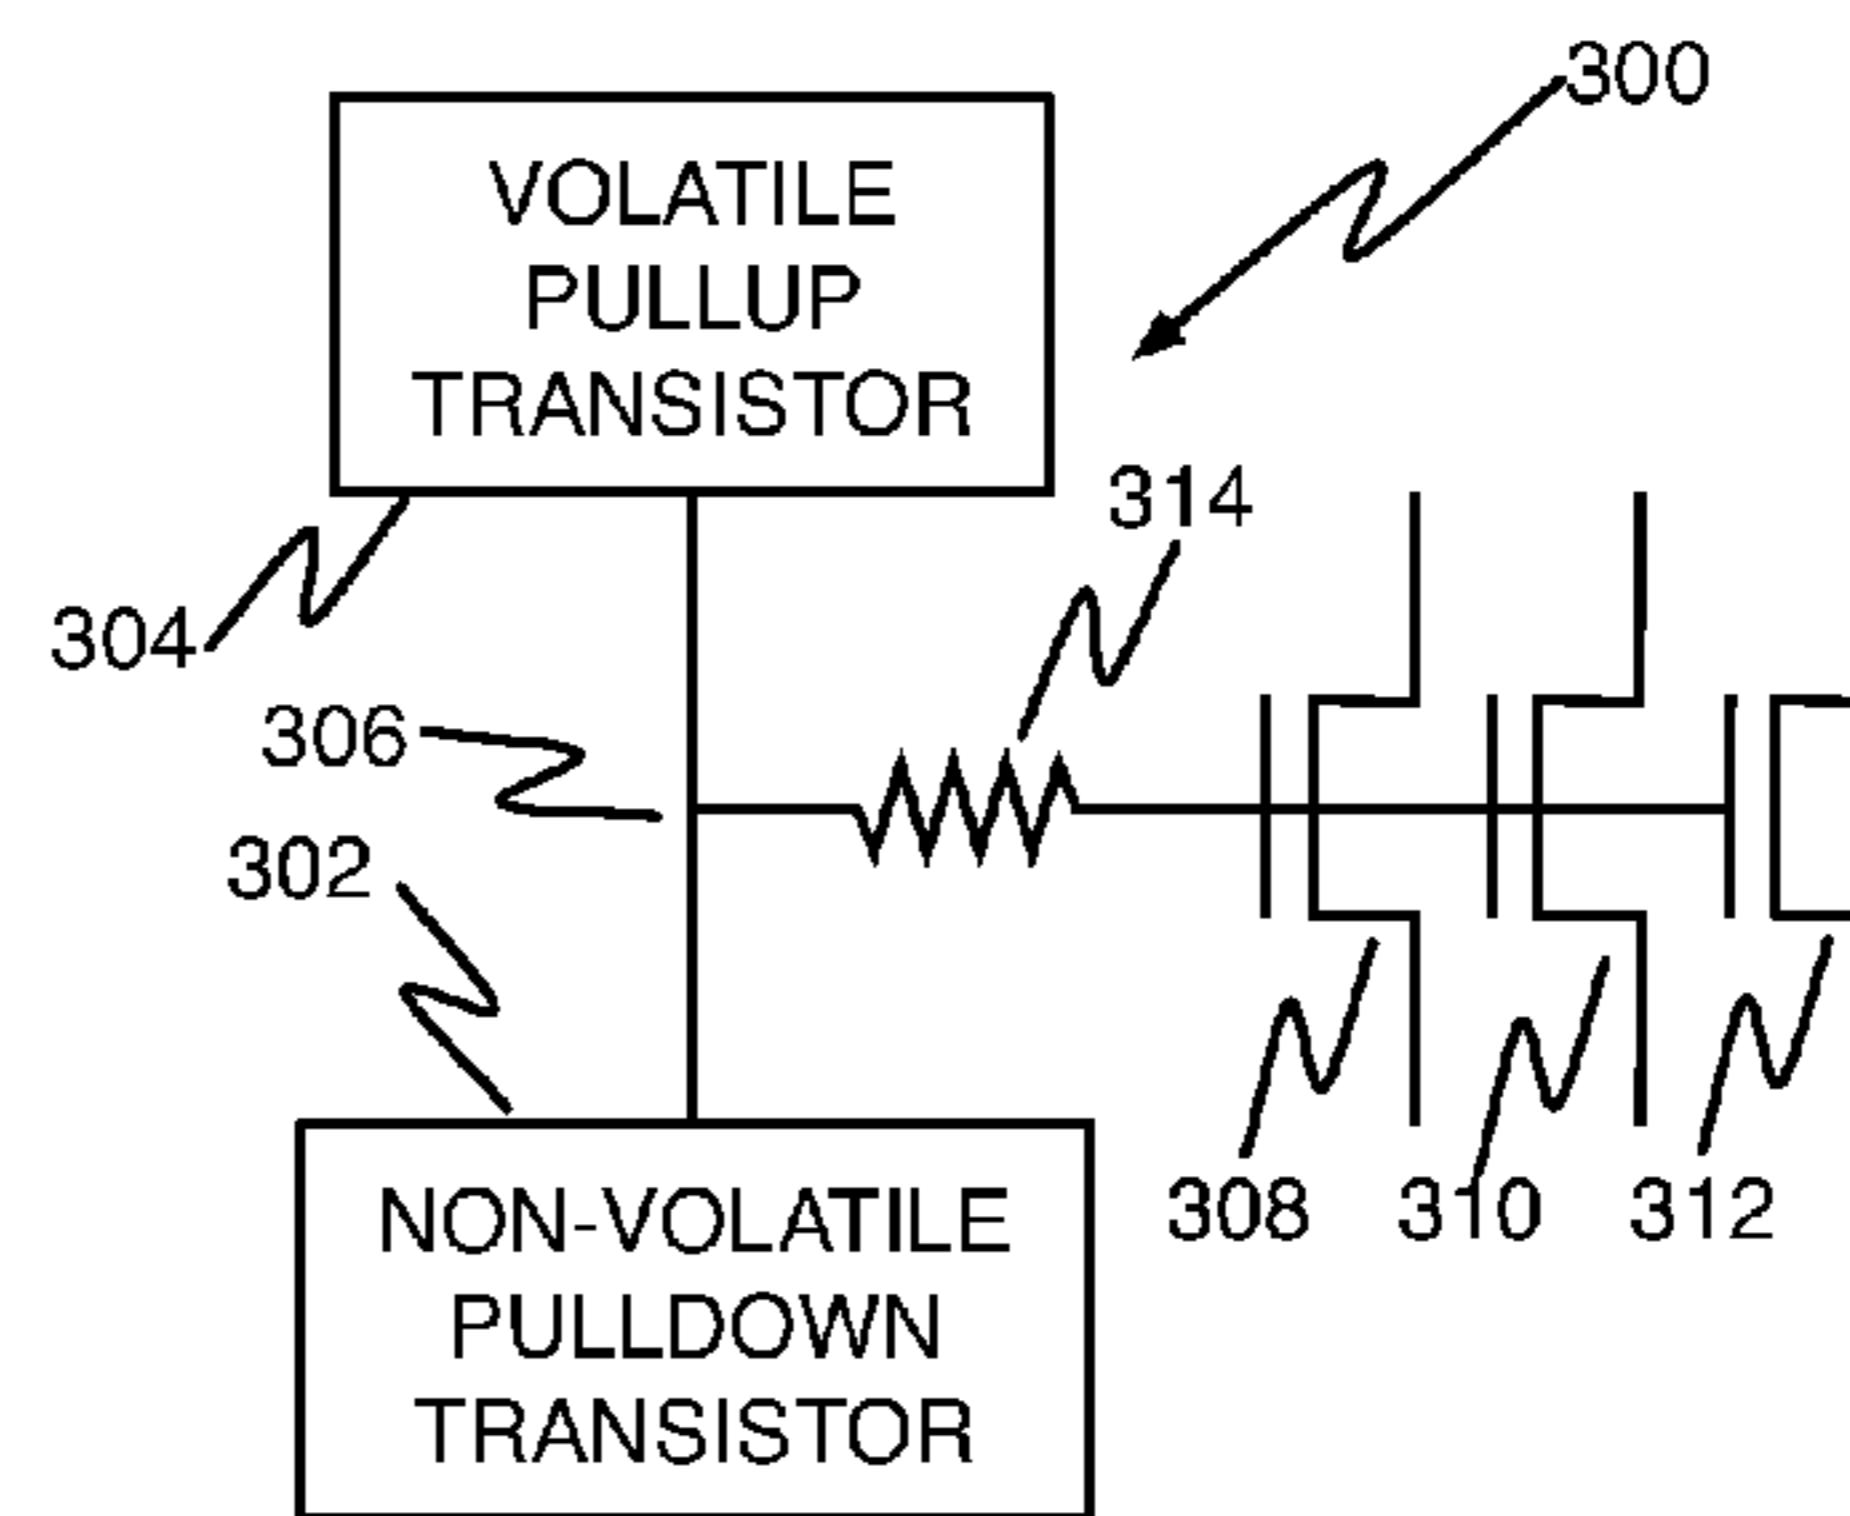 300
VOLATILE
PULLUP
TRANSISTOR
314
304
306
302
NON-VOLATILE
PULLDOWN
TRANSISTOR
308
310
312